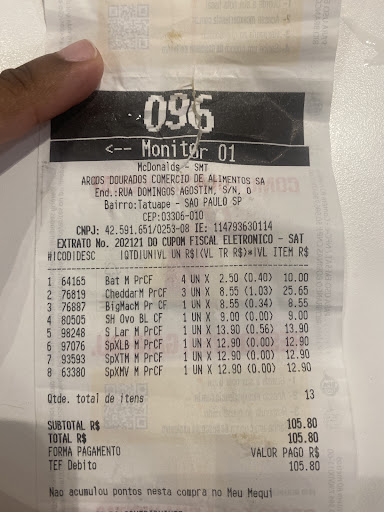 096
<-- Monitor 01
McDonalds - SMT
ARCOS DOURADOS COMERCIO DE ALIMENTOS SA
End.:RUA DOMINGOS AGOSTIM, S/N, 0
Bairro:Tatuape - SAO PAULO SP
CEP:03306-010
CNPJ: 42.591.651/0253-08 IE: 114793630114
EXTRATO No. 202121 DO CUPOM FISCAL ELETRONICO - SAT
#|COD|DESC |QTD|UN|VL UN R$|(VL TR R$)*|VL ITEM R$
1 64165 Bat M PrCF 4 UN X 2.50 (0.40) 10.00
2 76819 CheddarM PrCF 3 UN X 8.55 (1.03) 25.65
3 76887 BigMacM PrCF 1 UN X 8.55 (0.34) 8.55
4 80505 SH Ovo BL CF 1 UN X 9.00 (0.00) 9.00
5 98248 S Lar M PrCF 1 UN X 13.90 (0.56) 13.90
6 97076 SpXLB M PrCF 1 UN X 12.90 (0.00) 12.90
7 93593 SpXTM M PrCF 1 UN X 12.90 (0.00) 12.90
8 63380 SpXMV M PrCF 1 UN X 12.90 (0.00) 12.90
Qtde. total de itens 13
SUBTOTAL R$ 105.80
TOTAL R$ 105.80
FORMA PAGAMENTO VALOR PAGO R$
TEF Debito 105.80
Nao acumulou pontos nesta compra no Meu Mequi